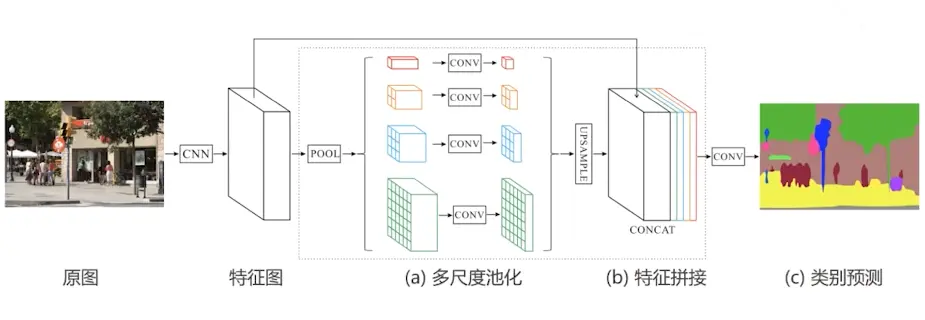 CNN
POOL
CONV
CONV
CONV
CONV
UPSAMPLE
CONCAT
CONV
原图
特征图
(a) 多尺度池化
(b) 特征拼接
(c) 类别预测